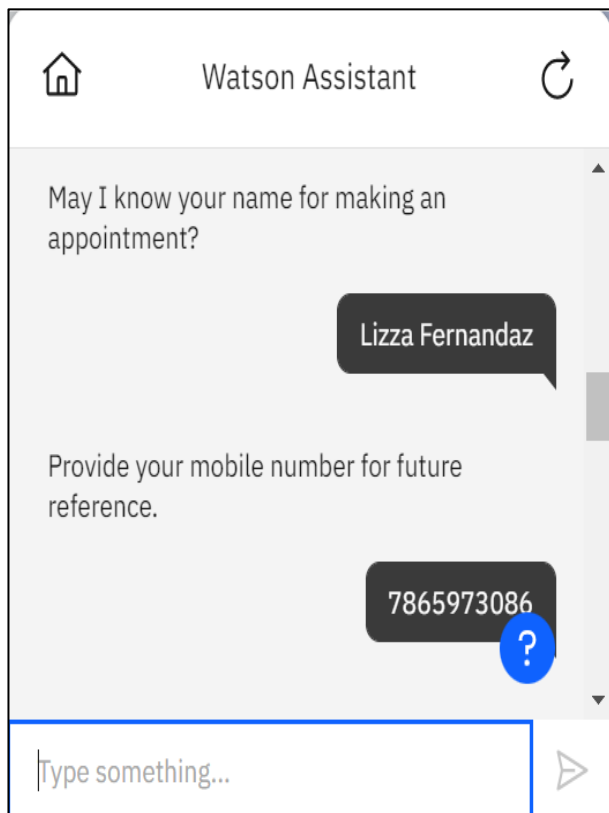 Watson Assistant
May I know your name for making an
appointment?
Lizza Fernandaz
Provide your mobile number for future
reference.
7865973086
?
Type something...